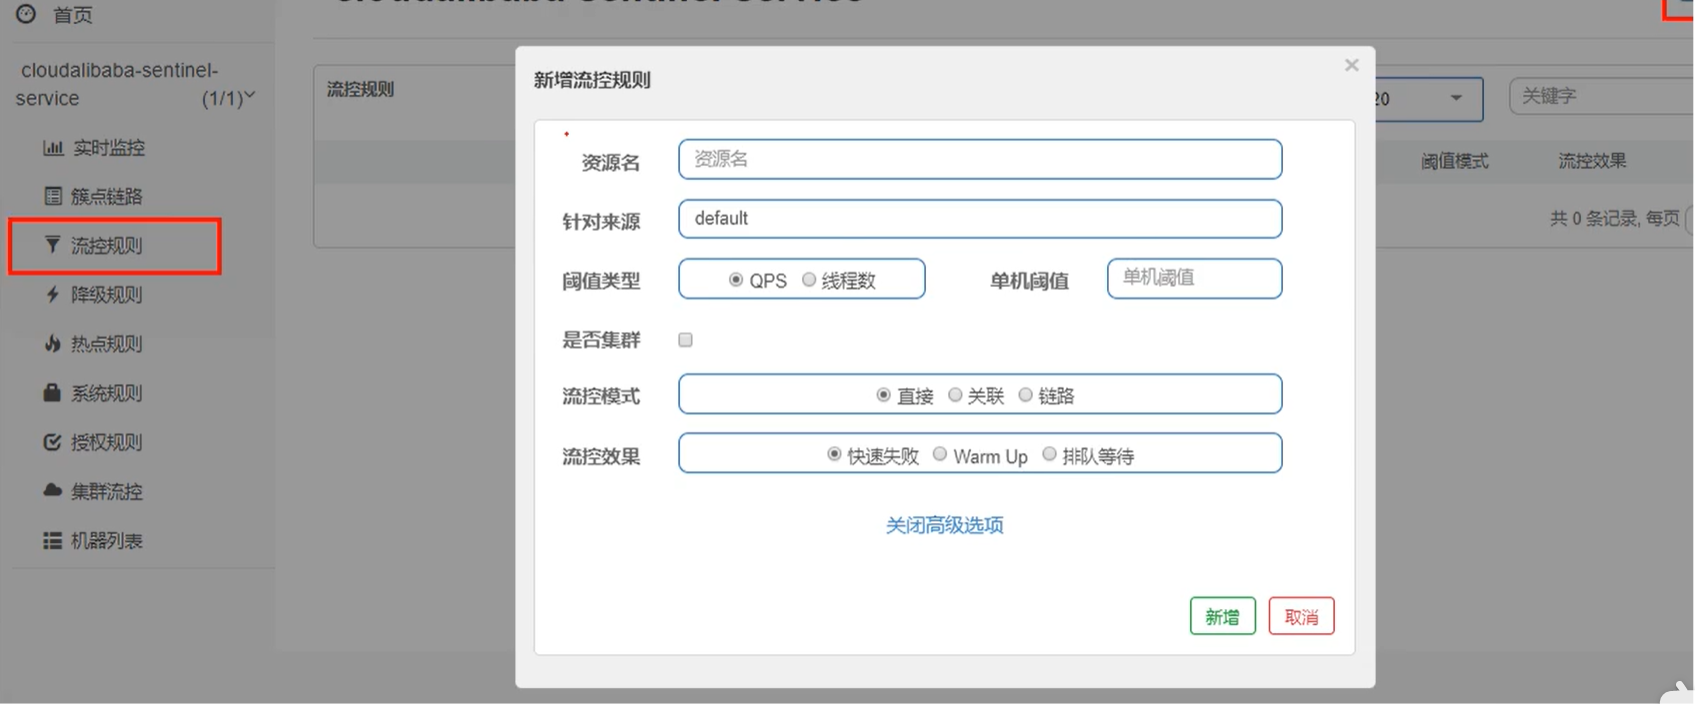 首页
cloudalibaba-sentinel-service
cloudalibaba-sentinel-
service (1/1)
实时监控
簇点链路
流控规则
降级规则
热点规则
系统规则
授权规则
集群流控
机器列表
流控规则
20
关键字
阈值模式 流控效果
共 0 条记录, 每页
新增流控规则 ×
资源名 资源名
针对来源 default
阈值类型 QPS 线程数 单机阈值 单机阈值
是否集群
流控模式 直接 关联 链路
流控效果 快速失败 Warm Up 排队等待
关闭高级选项
新增 取消